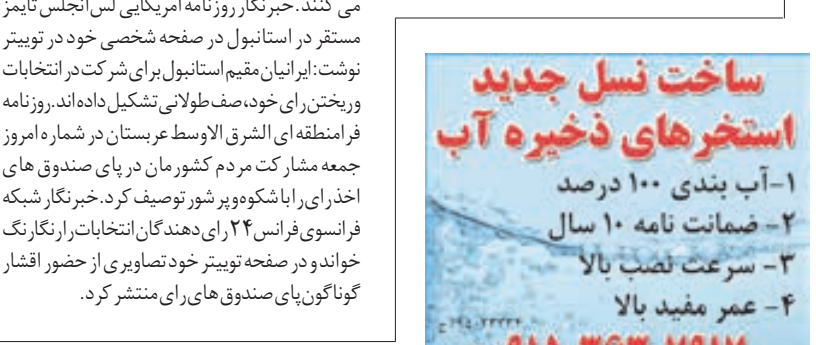 می کنند. خبرنگار روزنامه آمریکایی لس‌آنجلس تایمز
مستقر در استانبول در صفحه شخصی خود در توییتر
نوشت: ایرانیان مقیم استانبول برای شرکت در انتخابات
وریختن رای خود، صف طولانی تشکیل داده‌اند. روزنامه
فرامنطقه ای الشرق الاوسط عربستان در شماره امروز
جمعه مشارکت مردم کشورمان در پای صندوق های
اخذ رای را با شکوه و پر شور توصیف کرد. خبرنگار شبکه
فرانسوی فرانس ۲۴ رای دهندگان انتخابات را رنگارنگ
خواند و در صفحه توییتر خود تصاویری از حضور اقشار
گوناگون پای صندوق های رای منتشر کرد.
ساخت نسل جدید
استخرهای ذخیره آب
۱-آب بندی ۱۰۰ درصد
۲- ضمانت نامه ۱۰ سال
۳- سرعت نصب بالا
۴- عمر مفید بالا